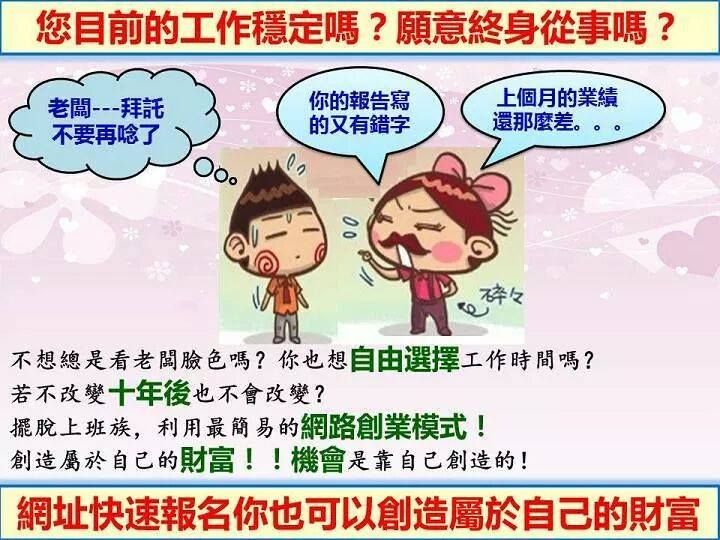 您目前的工作穩定嗎？願意終身從事嗎？
老闆---拜託
不要再唸了
你的報告寫
的又有錯字
上個月的業績
還那麼差。。。
碎々
不想總是看老闆臉色嗎？你也想自由選擇工作時間嗎？
若不改變十年後也不會改變？
擺脫上班族，利用最簡易的網路創業模式！
創造屬於自己的財富！！機會是靠自己創造的！
網址快速報名你也可以創造屬於自己的財富